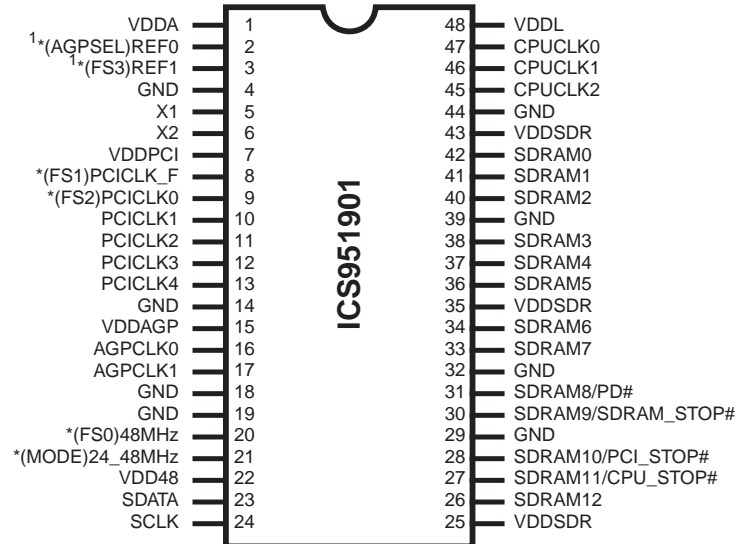 VDDA 1
1*(AGPSEL)REF0 2
1*(FS3)REF1 3
GND 4
X1 5
X2 6
VDDPCI 7
*(FS1)PCICLK_F 8
*(FS2)PCICLK0 9
PCICLK1 10
PCICLK2 11
PCICLK3 12
PCICLK4 13
GND 14
VDDAGP 15
AGPCLK0 16
AGPCLK1 17
GND 18
GND 19
*(FS0)48MHz 20
*(MODE)24_48MHz 21
VDD48 22
SDATA 23
SCLK 24
ICS951901
48 VDDL
47 CPUCLK0
46 CPUCLK1
45 CPUCLK2
44 GND
43 VDDSDR
42 SDRAM0
41 SDRAM1
40 SDRAM2
39 GND
38 SDRAM3
37 SDRAM4
36 SDRAM5
35 VDDSDR
34 SDRAM6
33 SDRAM7
32 GND
31 SDRAM8/PD#
30 SDRAM9/SDRAM_STOP#
29 GND
28 SDRAM10/PCI_STOP#
27 SDRAM11/CPU_STOP#
26 SDRAM12
25 VDDSDR